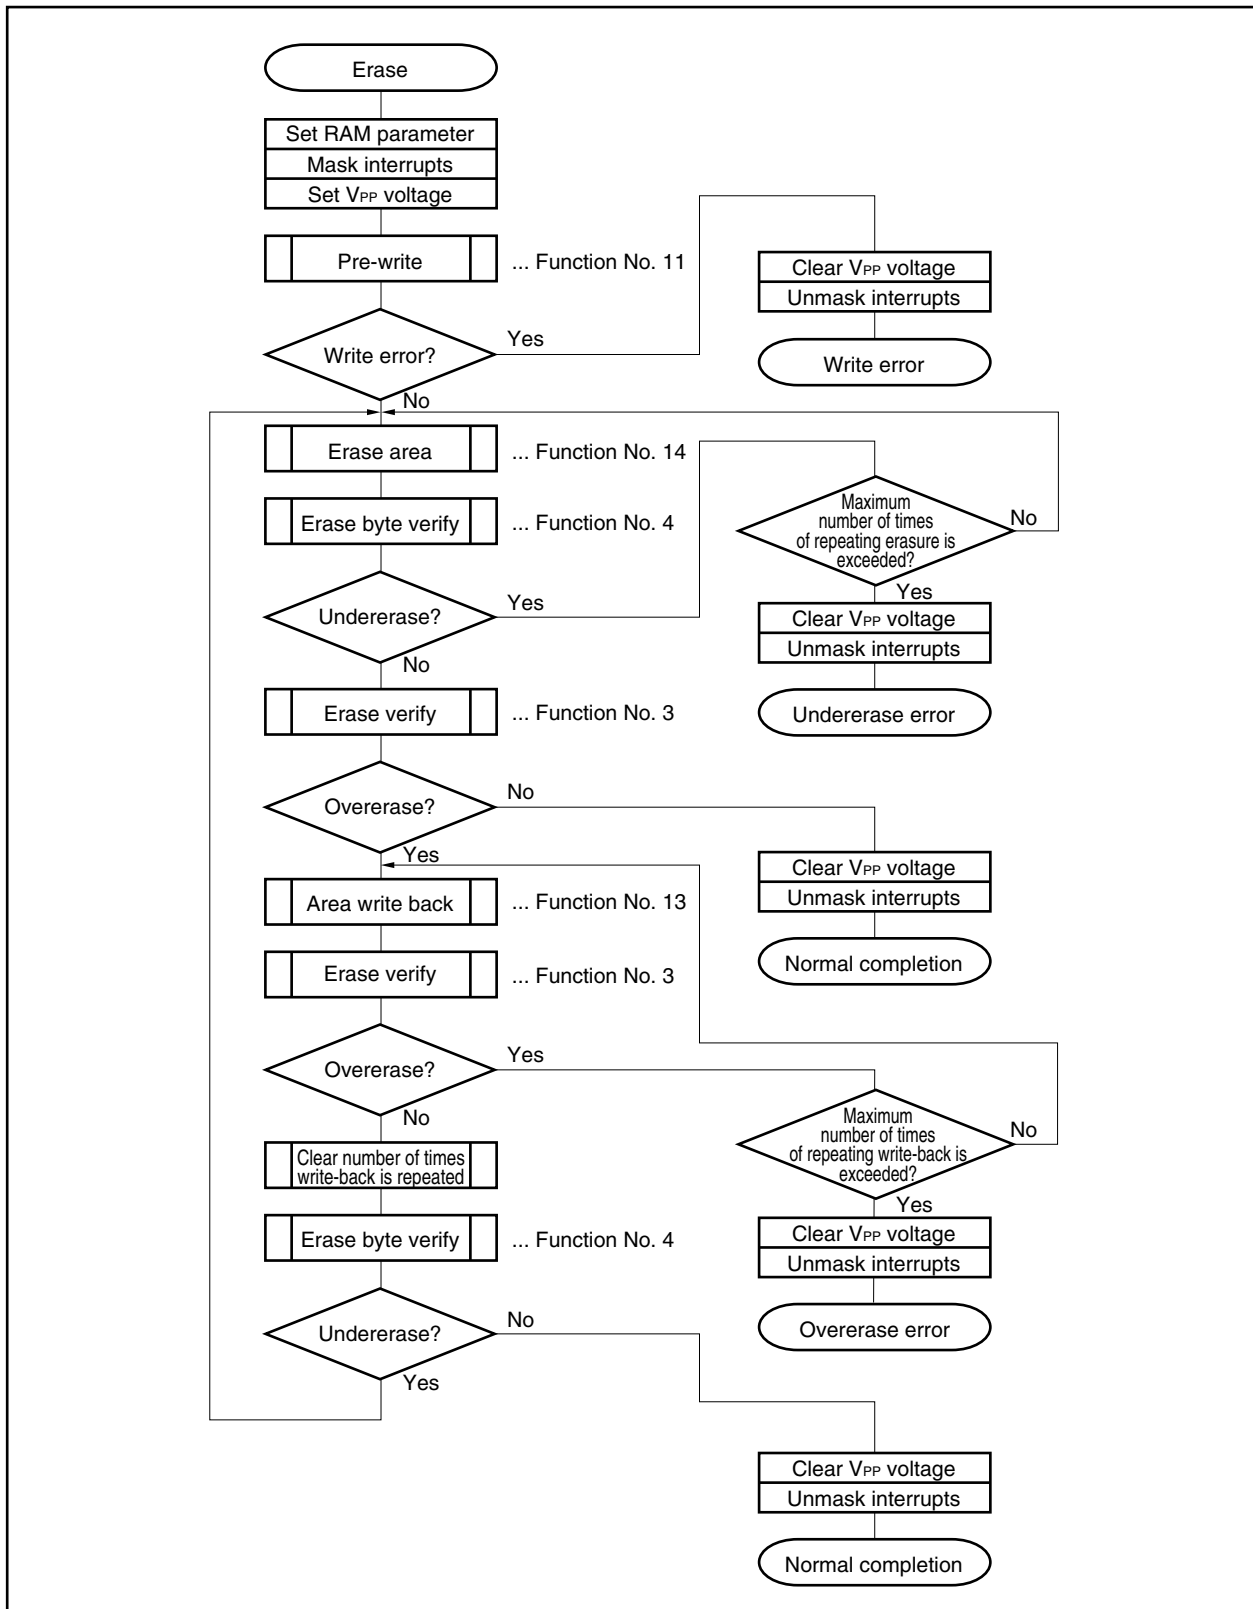 Erase
Set RAM parameter
Mask interrupts
Set VPP voltage
Pre-write
... Function No. 11
Clear VPP voltage
Unmask interrupts
Write error? Yes
Write error
No
Erase area
... Function No. 14
Erase byte verify
... Function No. 4
Maximum
number of times
of repeating erasure is
exceeded?
No
Yes
Undererase? Yes
Clear VPP voltage
Unmask interrupts
No
Undererase error
Erase verify
... Function No. 3
Overerase? No
Yes
Clear VPP voltage
Unmask interrupts
Area write back
... Function No. 13
Normal completion
Erase verify
... Function No. 3
Overerase? Yes
No
Maximum
number of times
of repeating write-back is
exceeded?
No
Yes
Clear number of times
write-back is repeated
Clear VPP voltage
Unmask interrupts
Erase byte verify
... Function No. 4
Overerase error
Undererase? No
Yes
Clear VPP voltage
Unmask interrupts
Normal completion